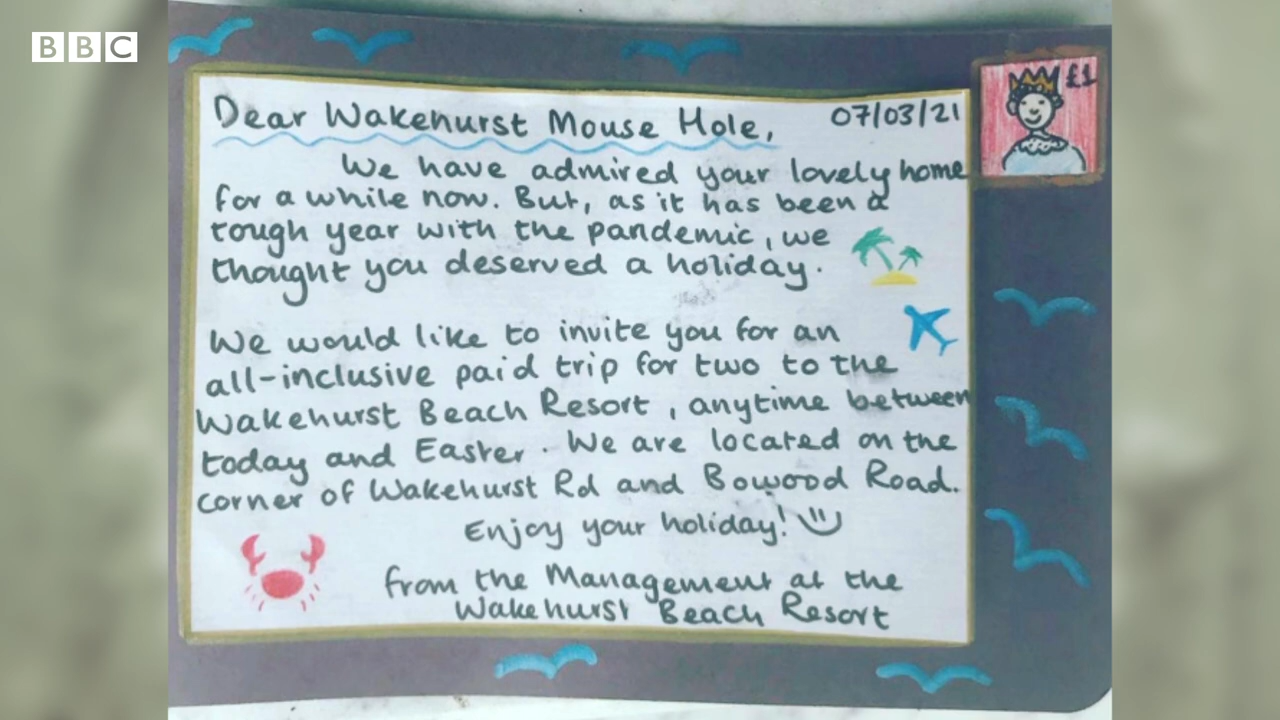 BBC
£1
Dear Wakehurst Mouse Hole, 07/03/21
We have admired your lovely home
for a while now. But, as it has been a
tough year with the pandemic, we
thought you deserved a holiday.
We would like to invite you for an
all-inclusive paid trip for two to the
Wakehurst Beach Resort, anytime between
today and Easter. We are located on the
corner of Wakehurst Rd and Bowood Road.
Enjoy your holiday!
from the Management at the
Wakehurst Beach Resort